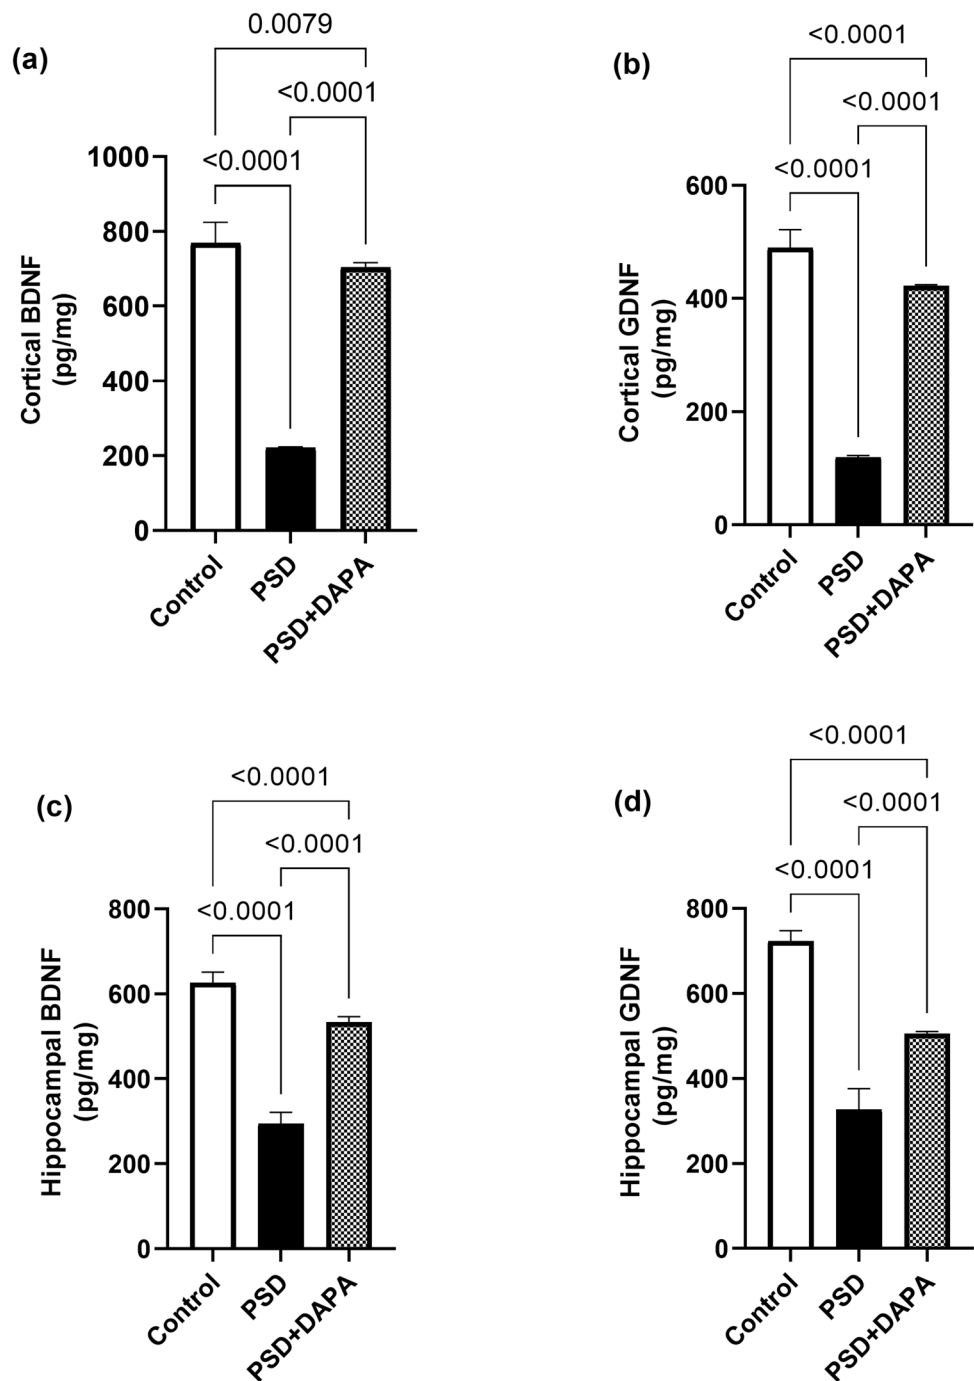 (a)
0.0079
<0.0001
<0.0001
1000
800
600
400
200
0
Cortical BDNF
(pg/mg)
Control
PSD
PSD+DAPA
(b)
<0.0001
<0.0001
<0.0001
600
400
200
0
Cortical GDNF
(pg/mg)
Control
PSD
PSD+DAPA
(c)
<0.0001
<0.0001
<0.0001
800
600
400
200
0
Hippocampal BDNF
(pg/mg)
Control
PSD
PSD+DAPA
(d)
<0.0001
<0.0001
<0.0001
800
600
400
200
0
Hippocampal GDNF
(pg/mg)
Control
PSD
PSD+DAPA